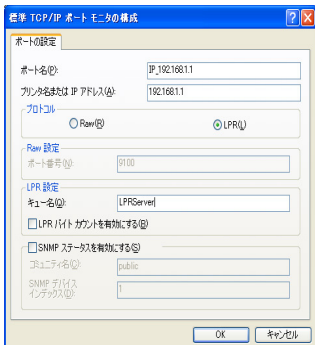 標準 TCP/IP ポート モニタの構成
ポートの設定
ポート名(P): IP_192.168.1.1
プリンタ名または IP アドレス(A): 192.168.1.1
プロトコル
Raw(R) LPR(L)
Raw 設定
ポート番号(N): 9100
LPR 設定
キュー名(Q): LPRServer
LPR バイト カウントを有効にする(B)
SNMP ステータスを有効にする(S)
コミュニティ名(C): public
SNMP デバイス
インデックス(D): 1
OK キャンセル